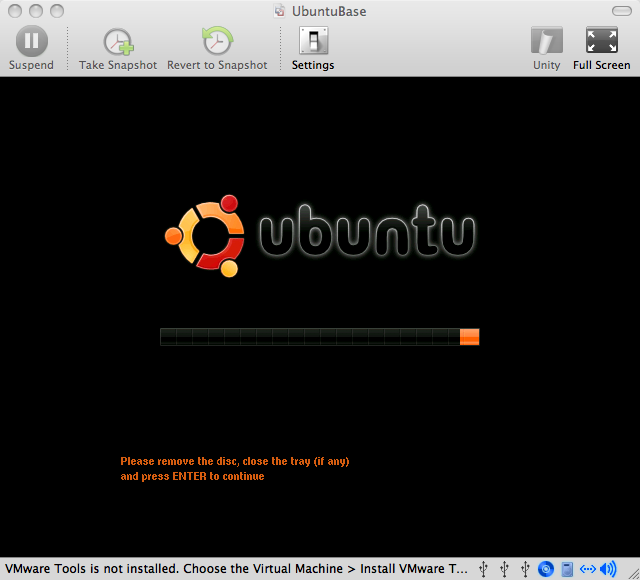 UbuntuBase
Suspend
Take Snapshot
Revert to Snapshot
Settings
Unity
Full Screen
ubuntu
Please remove the disc, close the tray (if any)
and press ENTER to continue
VMware Tools is not installed. Choose the Virtual Machine > Install VMware T...